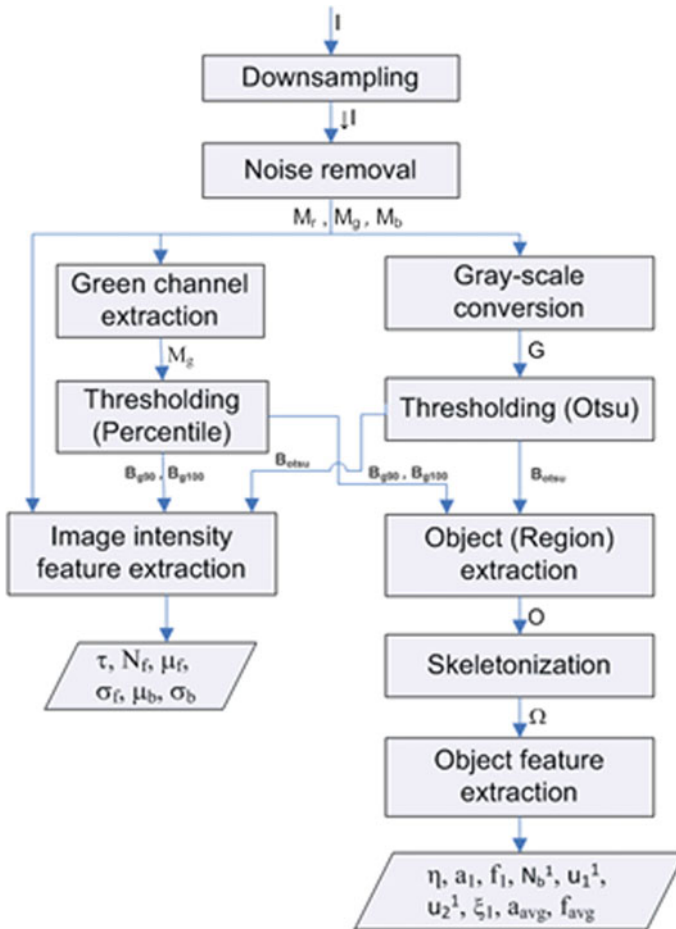 I
Downsampling
↓I
Noise removal
Mr , Mg , Mb
Green channel
extraction
Gray-scale
conversion
Mg
G
Thresholding
(Percentile)
Thresholding (Otsu)
Bg90 , Bg100
Botsu
Bg90 , Bg100
Botsu
Image intensity
feature extraction
Object (Region)
extraction
O
τ, Nf, μf,
σf, μb, σb
Skeletonization
Ω
Object feature
extraction
η, a1, f1, Nb¹, u1¹,
u2¹, ξ1, aavg, favg